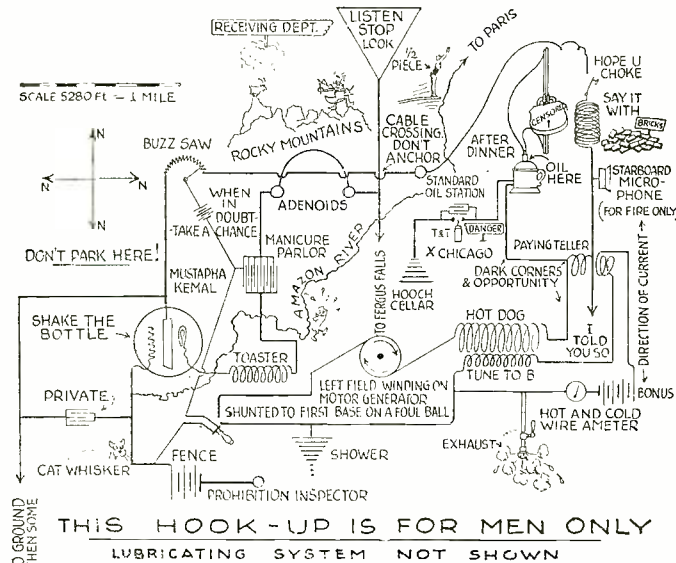 RECEIVING DEPT.
LISTEN
STOP
LOOK
1/2
PIECE
TO PARIS
HOPE U
CHOKE
SCALE 5280 Ft – 1 MILE
ROCKY MOUNTAINS
CABLE
CROSSING,
DON'T
ANCHOR
AFTER
DINNER
CENSORED
SAY IT
WITH
BRICKS
N
N
N
N
BUZZ SAW
WHEN
IN
DOUBT-
-TAKE A CHANCE
ADENOIDS
STANDARD
OIL STATION
OIL
HERE
STARBOARD
MICRO-
PHONE
(FOR FIRE ONLY)
DON'T PARK HERE!
MUSTAPHA
KEMAL
MANICURE
PARLOR
AMAZON RIVER
T&T
DANGER
X CHICAGO
HOOCH
CELLAR
PAYING TELLER
DARK CORNERS
& OPPORTUNITY
DIRECTION OF CURRENT
SHAKE THE
BOTTLE
TO FERGUS FALLS
HOT DOG
I
TOLD
YOU SO
TOASTER
TUNE TO B
PRIVATE
LEFT FIELD WINDING ON
MOTOR GENERATOR
SHUNTED TO FIRST BASE ON A FOUL BALL
BONUS
HOT AND COLD
WIRE AMETER
CAT WHISKER
FENCE
SHOWER
EXHAUST
PROHIBITION INSPECTOR
O GROUND
HEN SOME
THIS HOOK-UP IS FOR MEN ONLY
LUBRICATING SYSTEM NOT SHOWN